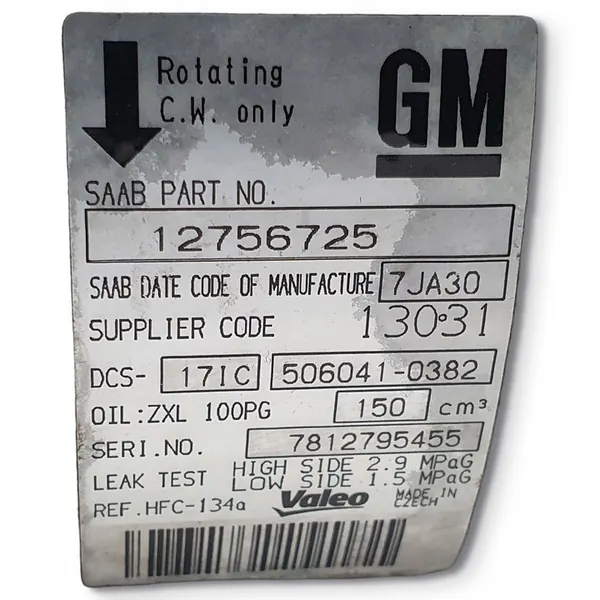 Rotating
C.W. only
GM
SAAB PART NO.
12756725
SAAB DATE CODE OF MANUFACTURE 7JA30
SUPPLIER CODE 13031
DCS- 17IC 506041-0382
OIL:ZXL 100PG 150 cm³
SERI.NO. 7812795455
LEAK TEST HIGH SIDE 2.9 MPaG
LOW SIDE 1.5 MPaG
REF.HFC-134a Valeo MADE IN
CZECH